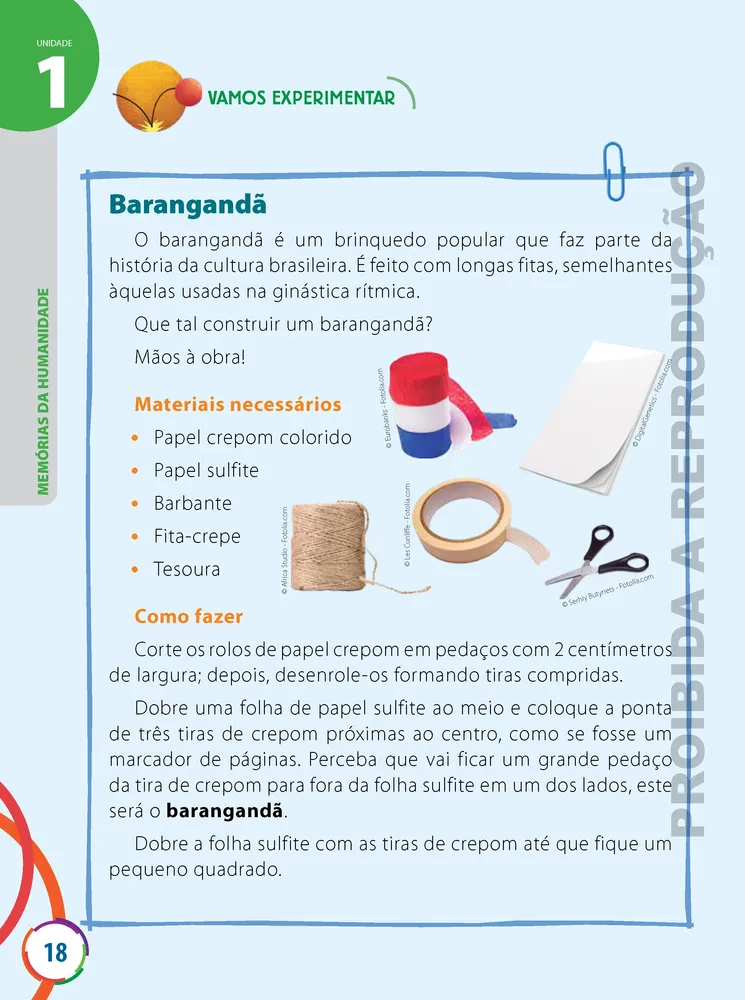 UNIDADE
1
VAMOS EXPERIMENTAR
MEMÓRIAS DA HUMANIDADE
Barangandã
O barangandã é um brinquedo popular que faz parte da
história da cultura brasileira. É feito com longas fitas, semelhantes
àquelas usadas na ginástica rítmica.
Que tal construir um barangandã?
Mãos à obra!
Materiais necessários
• Papel crepom colorido
• Papel sulfite
• Barbante
• Fita-crepe
• Tesoura
© Eurobanks - Fotolia.com
© DigitalGenetics - Fotolia.com
© Africa Studio - Fotolia.com
© Les Cunliffe - Fotolia.com
© Serhiy Butynets - Fotolia.com
Como fazer
Corte os rolos de papel crepom em pedaços com 2 centímetros
de largura; depois, desenrole-os formando tiras compridas.
Dobre uma folha de papel sulfite ao meio e coloque a ponta
de três tiras de crepom próximas ao centro, como se fosse um
marcador de páginas. Perceba que vai ficar um grande pedaço
da tira de crepom para fora da folha sulfite em um dos lados, este
será o barangandã.
Dobre a folha sulfite com as tiras de crepom até que fique um
pequeno quadrado.
PROIBIDA A REPRODUÇÃO
18